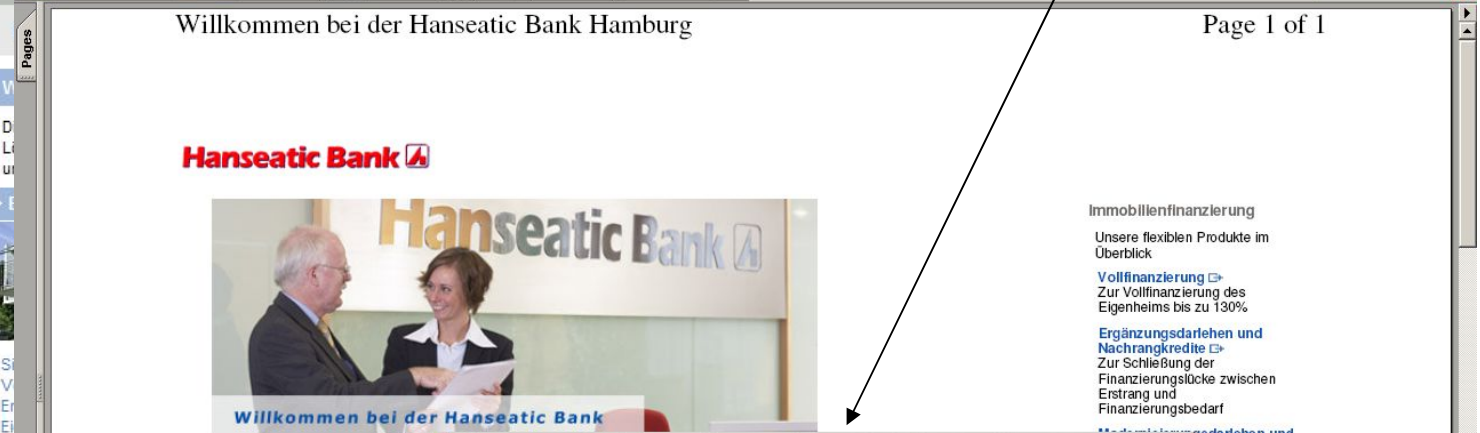 Willkommen bei der Hanseatic Bank Hamburg
Page 1 of 1
Pages
Hanseatic Bank
Hanseatic Bank
Willkommen bei der Hanseatic Bank
Immobilienfinanzierung
Unsere flexiblen Produkte im
Überblick
Vollfinanzierung
Zur Vollfinanzierung des
Eigenheims bis zu 130%
Ergänzungsdarlehen und
Nachrangkredite
Zur Schließung der
Finanzierungslücke zwischen
Erstrang und
Finanzierungsbedarf
Modernisierungsdarlehen und